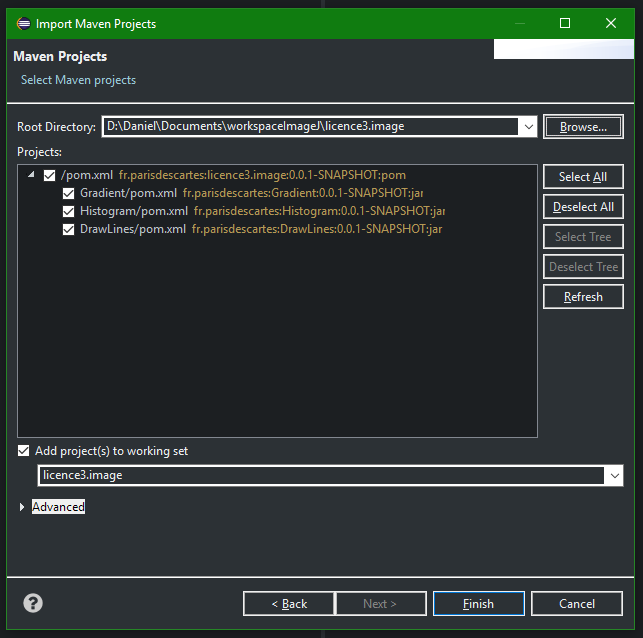 Import Maven Projects
Maven Projects
Select Maven projects
Root Directory: D:\Daniel\Documents\workspaceImageJ\licence3.image Browse...
Projects:
/pom.xml fr.parisdescartes:licence3.image:0.0.1-SNAPSHOT:pom
Gradient/pom.xml fr.parisdescartes:Gradient:0.0.1-SNAPSHOT:jar
Histogram/pom.xml fr.parisdescartes:Histogram:0.0.1-SNAPSHOT:jar
DrawLines/pom.xml fr.parisdescartes:DrawLines:0.0.1-SNAPSHOT:jar
Select All
Deselect All
Select Tree
Deselect Tree
Refresh
Add project(s) to working set
licence3.image
Advanced
? < Back Next > Finish Cancel